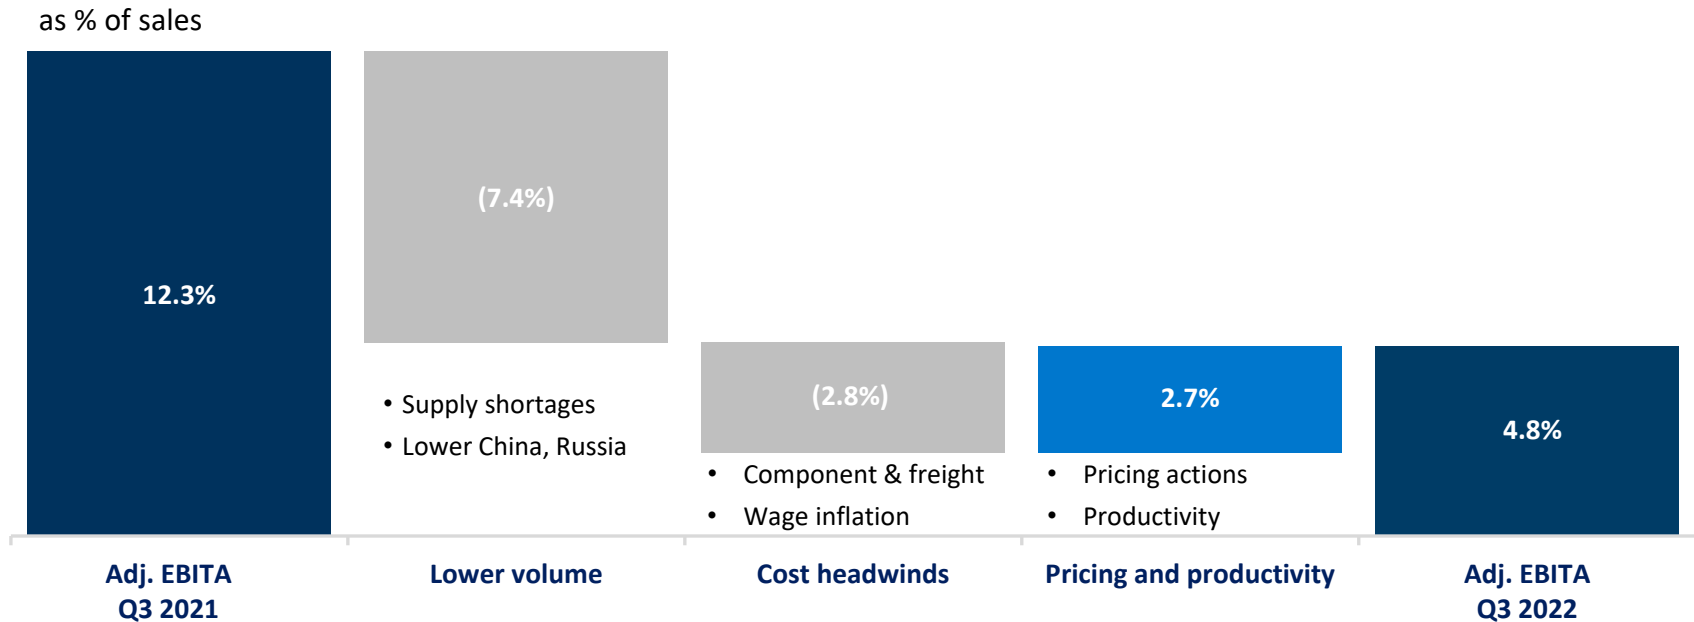 as % of sales
12.3%
(7.4%)
• Supply shortages
• Lower China, Russia
(2.8%)
• Component & freight
• Wage inflation
2.7%
• Pricing actions
• Productivity
4.8%
Adj. EBITA
Q3 2021
Lower volume
Cost headwinds
Pricing and productivity
Adj. EBITA
Q3 2022